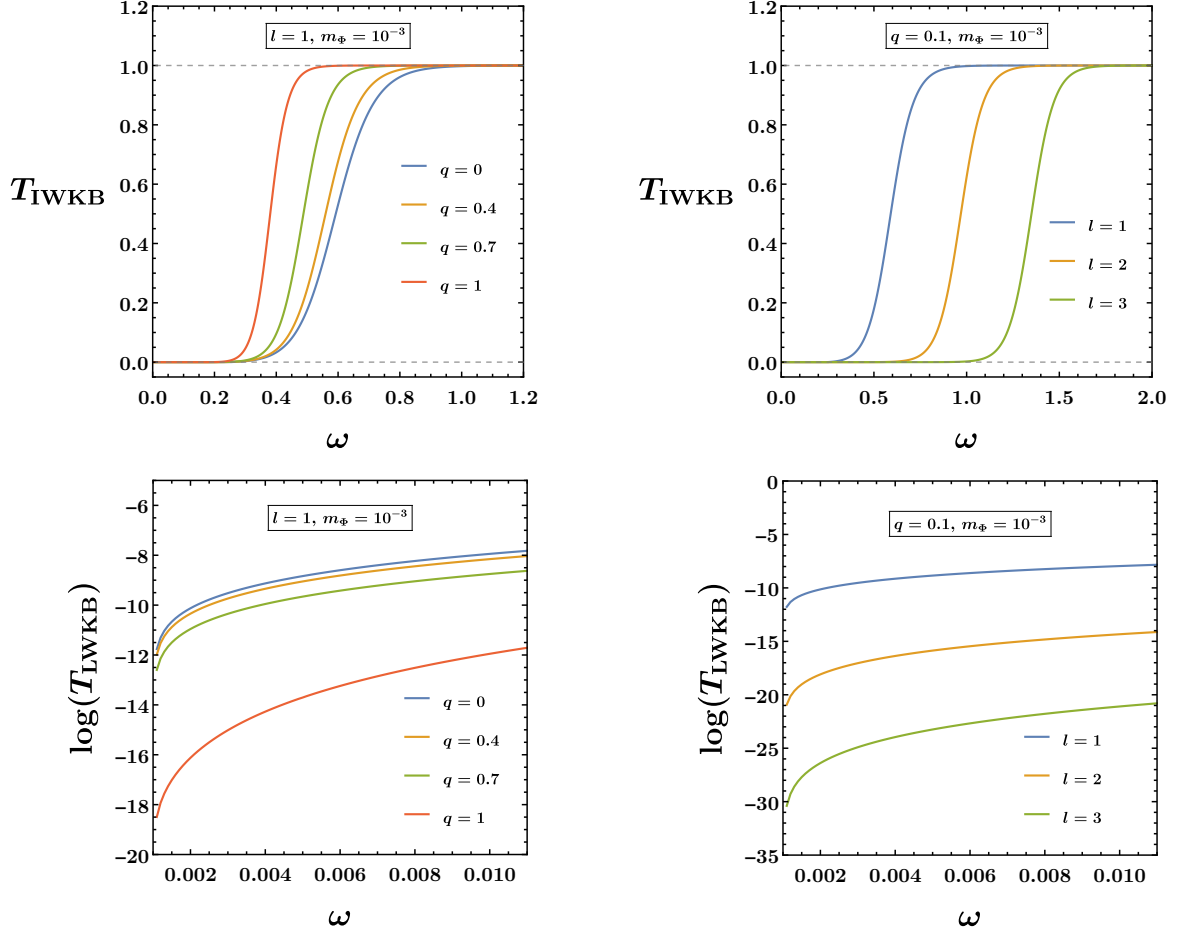 l = 1, m_Φ = 10⁻³
T_IWKB
1.2
1.0
0.8
0.6
0.4
0.2
0.0
q = 0
q = 0.4
q = 0.7
q = 1
0.0 0.2 0.4 0.6 0.8 1.0 1.2
ω
q = 0.1, m_Φ = 10⁻³
T_IWKB
1.2
1.0
0.8
0.6
0.4
0.2
0.0
l = 1
l = 2
l = 3
0.0 0.5 1.0 1.5 2.0
ω
l = 1, m_Φ = 10⁻³
log(T_LWKB)
−6
−8
−10
−12
−14
−16
−18
−20
q = 0
q = 0.4
q = 0.7
q = 1
0.002 0.004 0.006 0.008 0.010
ω
q = 0.1, m_Φ = 10⁻³
log(T_LWKB)
0
−5
−10
−15
−20
−25
−30
−35
l = 1
l = 2
l = 3
0.002 0.004 0.006 0.008 0.010
ω